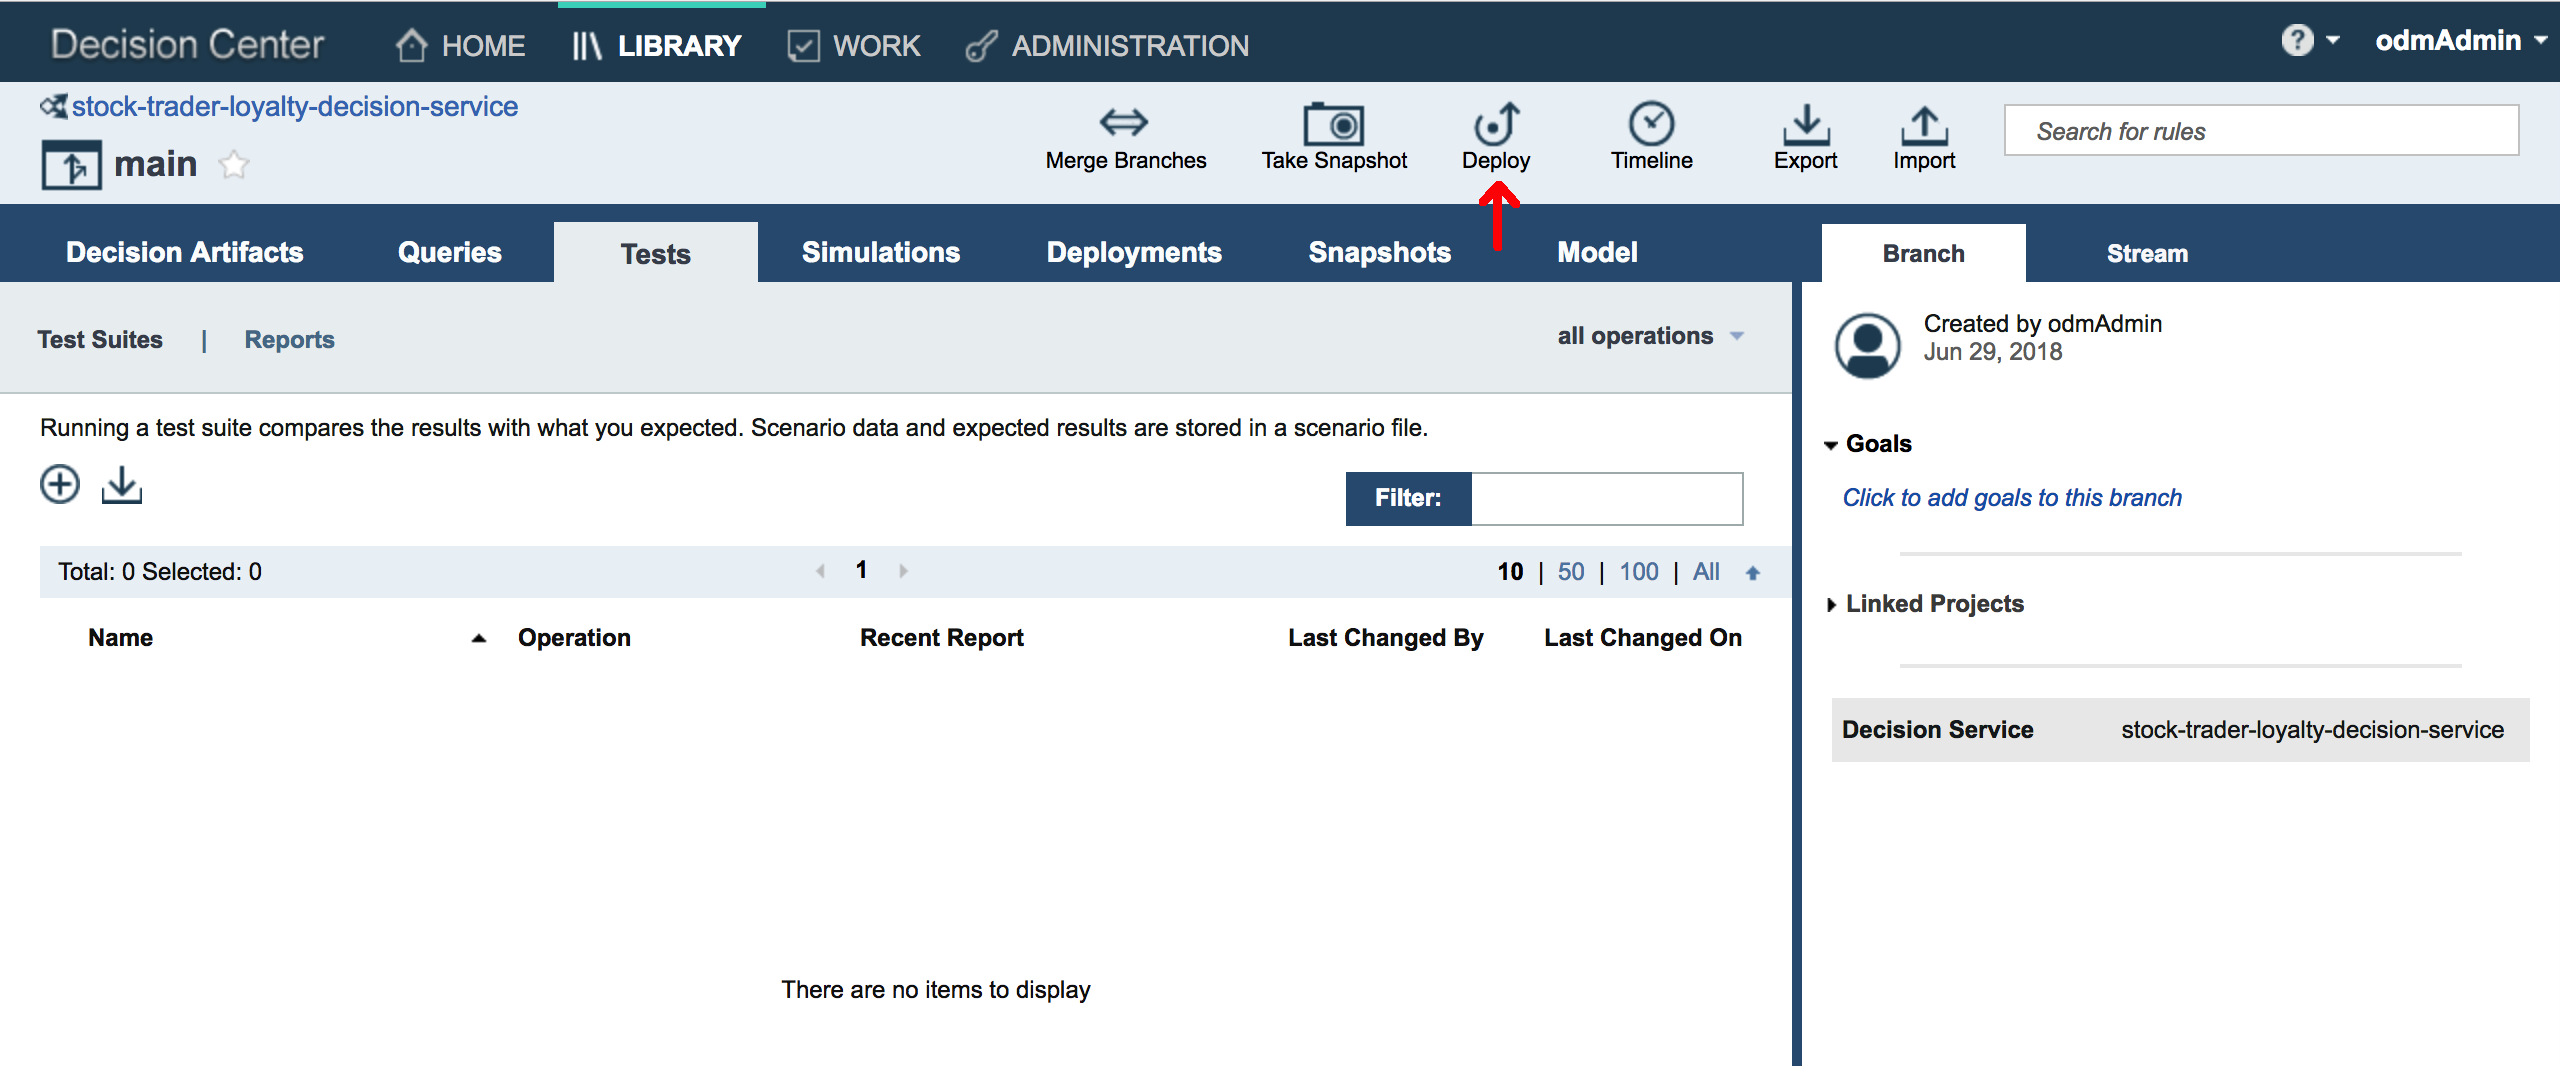 Decision Center HOME LIBRARY WORK ADMINISTRATION ? odmAdmin
stock-trader-loyalty-decision-service
main
Merge Branches Take Snapshot Deploy Timeline Export Import Search for rules
Decision Artifacts Queries Tests Simulations Deployments Snapshots Model Branch Stream
Test Suites | Reports all operations
Running a test suite compares the results with what you expected. Scenario data and expected results are stored in a scenario file.
Filter:
Total: 0 Selected: 0 1 10 | 50 | 100 | All
Name Operation Recent Report Last Changed By Last Changed On
There are no items to display
Created by odmAdmin
Jun 29, 2018
Goals
Click to add goals to this branch
Linked Projects
Decision Service stock-trader-loyalty-decision-service